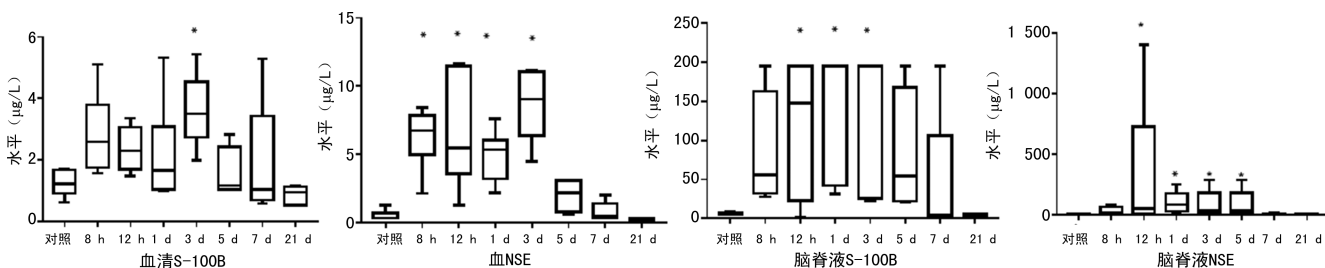 水平（μg/L）
6
4
2
0
*
对照 8 h 12 h 1 d 3 d 5 d 7 d 21 d
血清S-100B
水平（μg/L）
15
10
5
0
* * * *
对照 8 h 12 h 1 d 3 d 5 d 7 d 21 d
血NSE
水平（μg/L）
250
200
150
100
50
0
* * *
对照 8 h 12 h 1 d 3 d 5 d 7 d 21 d
脑脊液S-100B
水平（μg/L）
1 500
1 000
500
0
* * * *
对照 8 h 12 h 1 d 3 d 5 d 7 d 21 d
脑脊液NSE